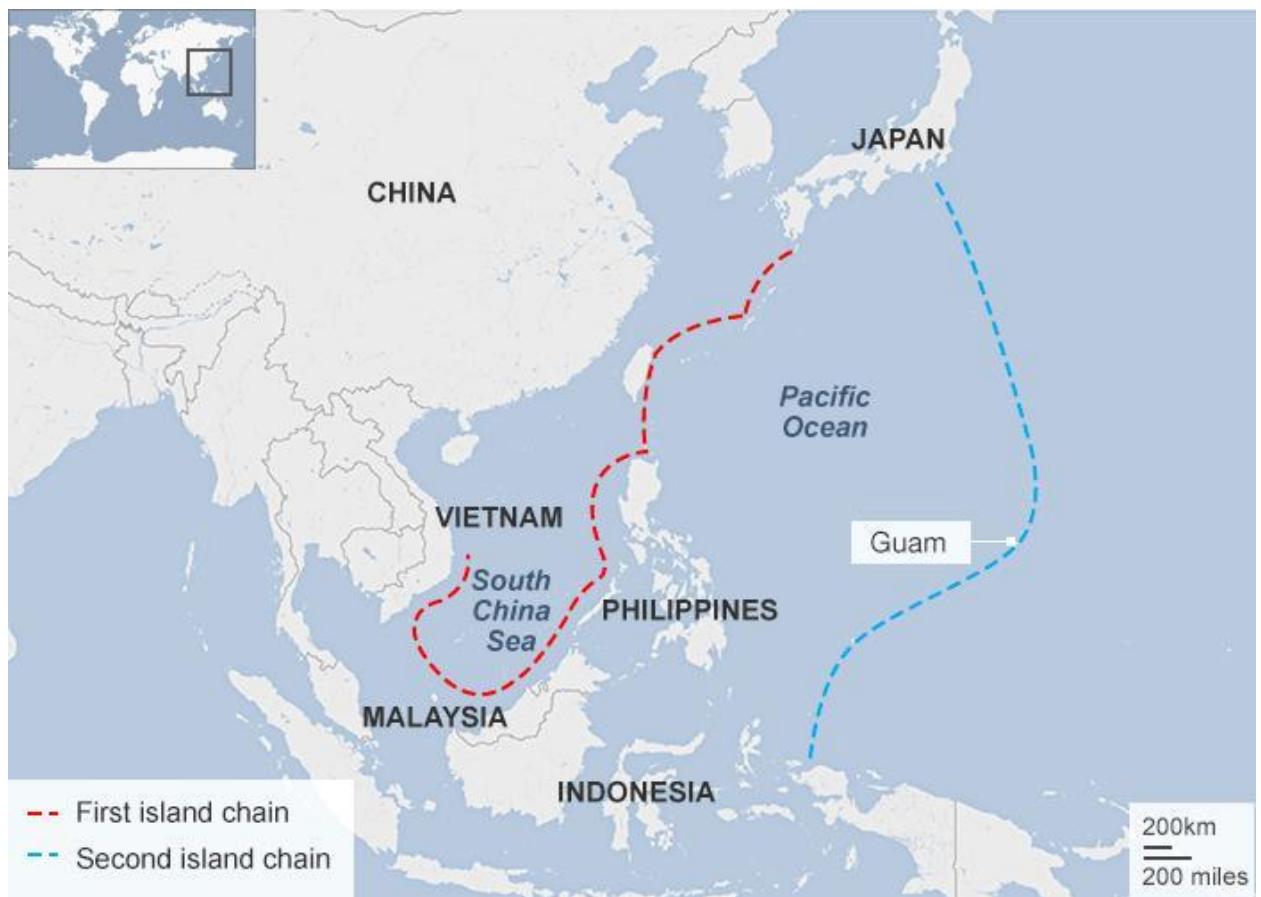 JAPAN
CHINA
Pacific
Ocean
VIETNAM
Guam
South
China
Sea
PHILIPPINES
MALAYSIA
INDONESIA
First island chain
Second island chain
200km
200 miles